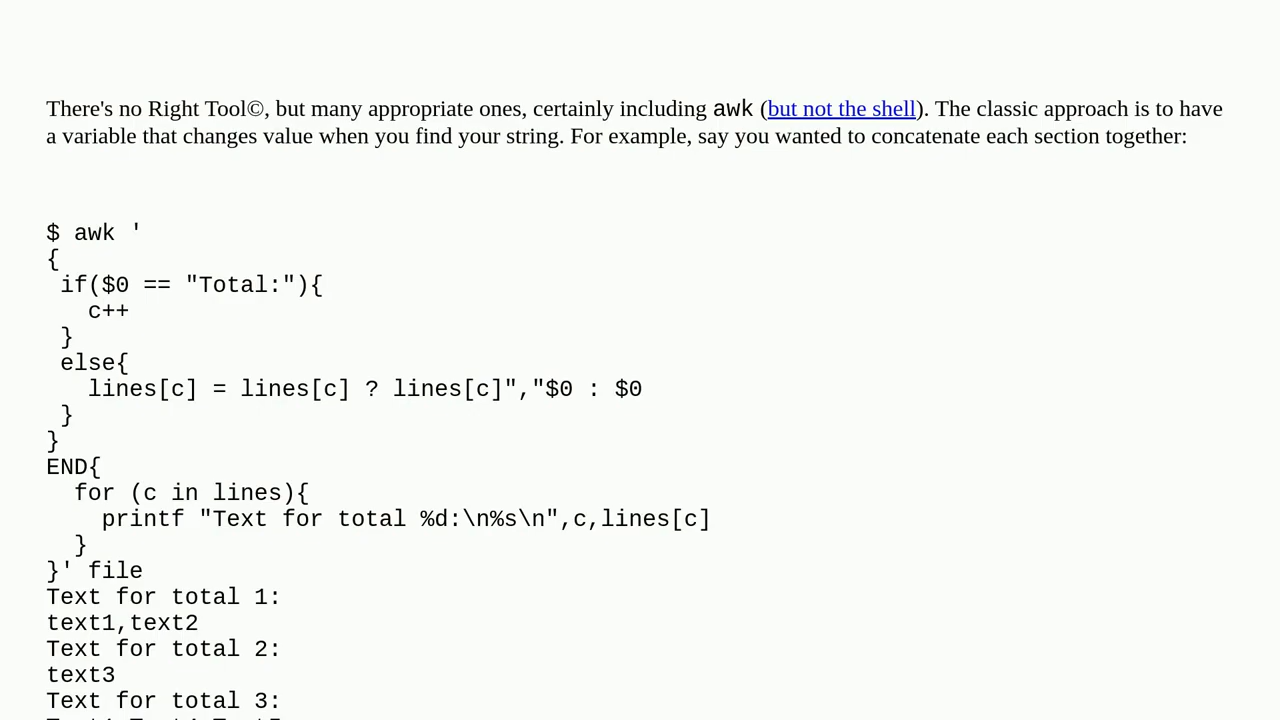 There's no Right Tool©, but many appropriate ones, certainly including awk (but not the shell). The classic approach is to have
a variable that changes value when you find your string. For example, say you wanted to concatenate each section together:
$ awk '
{
 if($0 == "Total:"){
   c++
 }
 else{
   lines[c] = lines[c] ? lines[c]","$0 : $0
 }
}
END{
  for (c in lines){
    printf "Text for total %d:\n%s\n",c,lines[c]
  }
}' file
Text for total 1:
text1,text2
Text for total 2:
text3
Text for total 3: